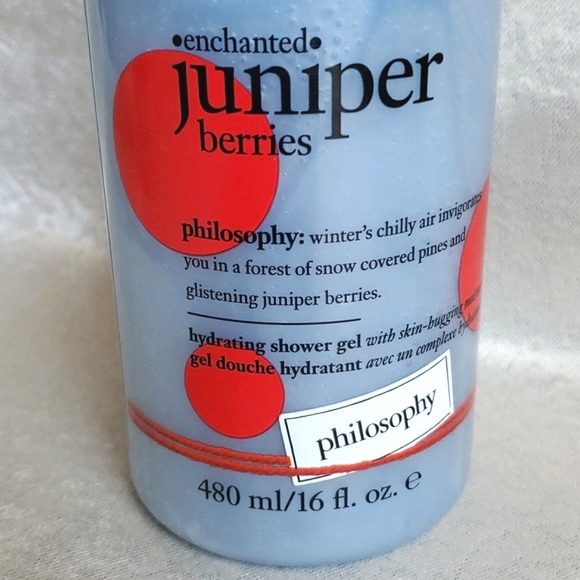 •enchanted•
juniper
berries
philosophy: winter's chilly air invigorates
you in a forest of snow covered pines and
glistening juniper berries.
hydrating shower gel with skin-hugging
gel douche hydratant avec un complexe
philosophy
480 ml/16 fl. oz. e